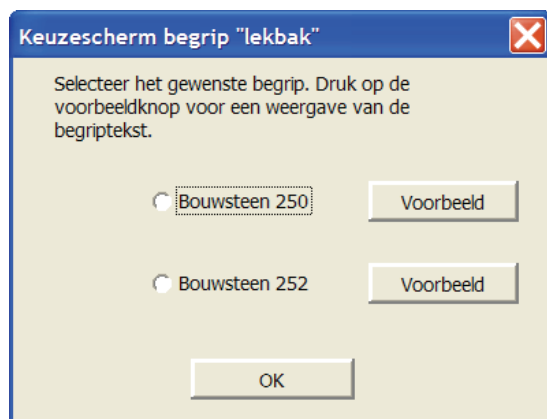 Keuzescherm begrip "lekbak"
Selecteer het gewenste begrip. Druk op de
voorbeeldknop voor een weergave van de
begriptekst.
Bouwsteen 250
Voorbeeld
Bouwsteen 252
Voorbeeld
OK